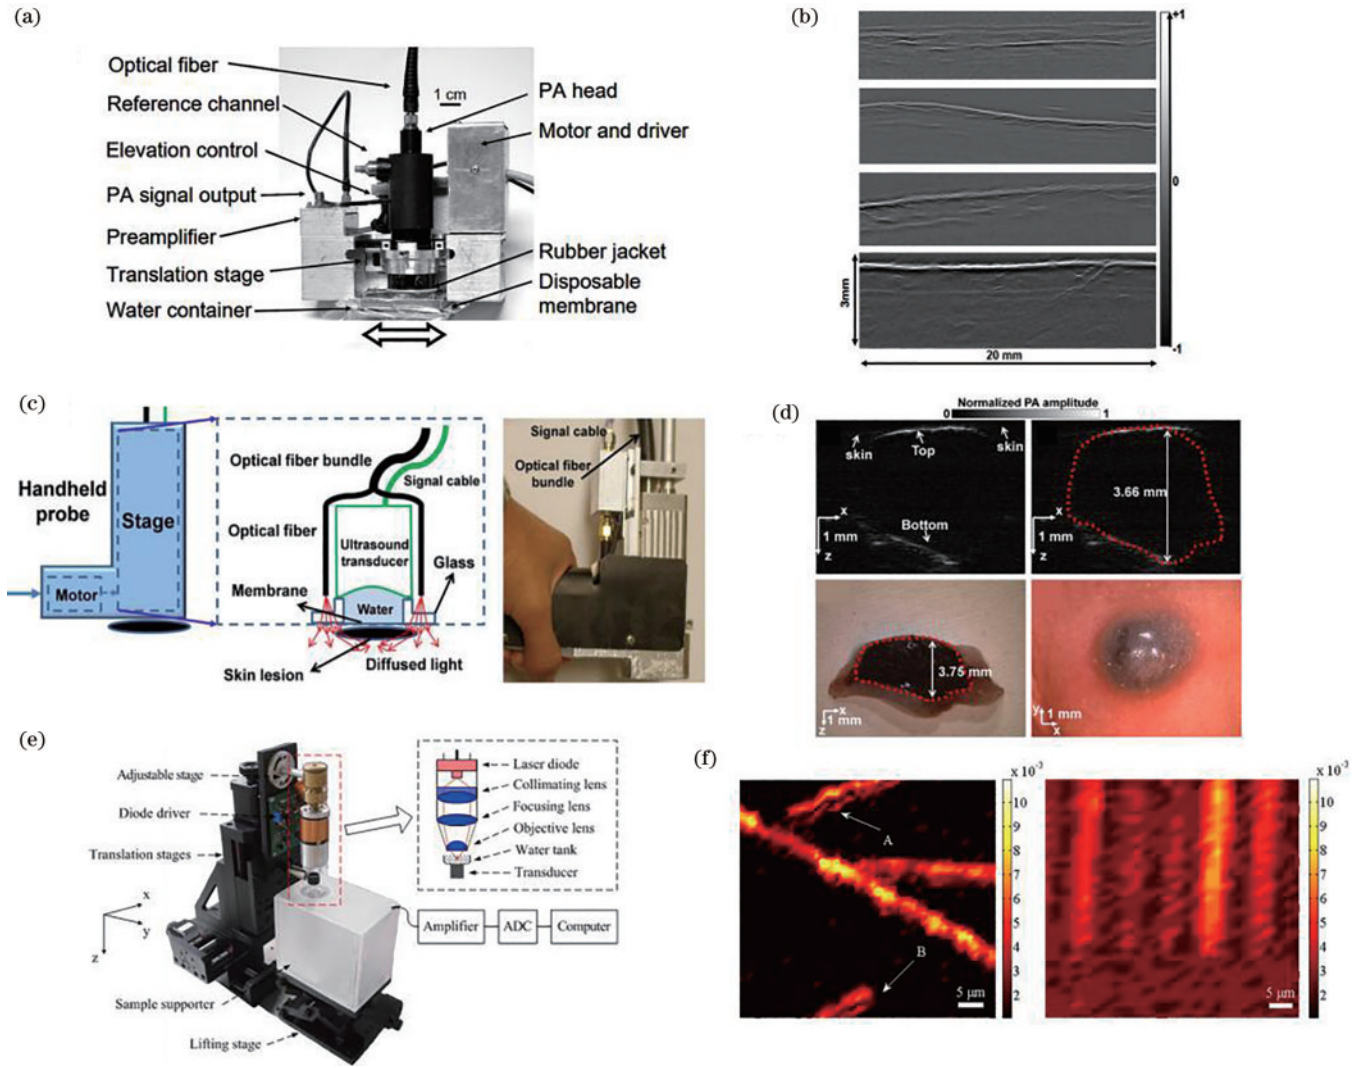 (a)
Optical fiber
Reference channel
Elevation control
PA signal output
Preamplifier
Translation stage
Water container
1 cm
PA head
Motor and driver
Rubber jacket
Disposable
membrane
(b)
+1
0
-1
3mm
20 mm
(c)
Handheld
probe
Stage
Motor
Optical fiber bundle
Signal cable
Optical fiber
Ultrasound
transducer
Glass
Membrane
Water
Skin lesion
Diffused light
Signal cable
Optical fiber
bundle
(d)
Normalized PA amplitude
0 1
skin
Top
skin
Bottom
x
1 mm
z
3.66 mm
x
1 mm
z
3.75 mm
x
1 mm
z
y
1 mm
x
(e)
Adjustable stage
Diode driver
Translation stages
x
y
z
Sample supporter
Lifting stage
Laser diode
Collimating lens
Focusing lens
Objective lens
Water tank
Transducer
Amplifier
ADC
Computer
(f)
A
B
5 μm
x 10⁻³
10
9
8
7
6
5
4
3
2
5 μm
x 10⁻³
10
9
8
7
6
5
4
3
2